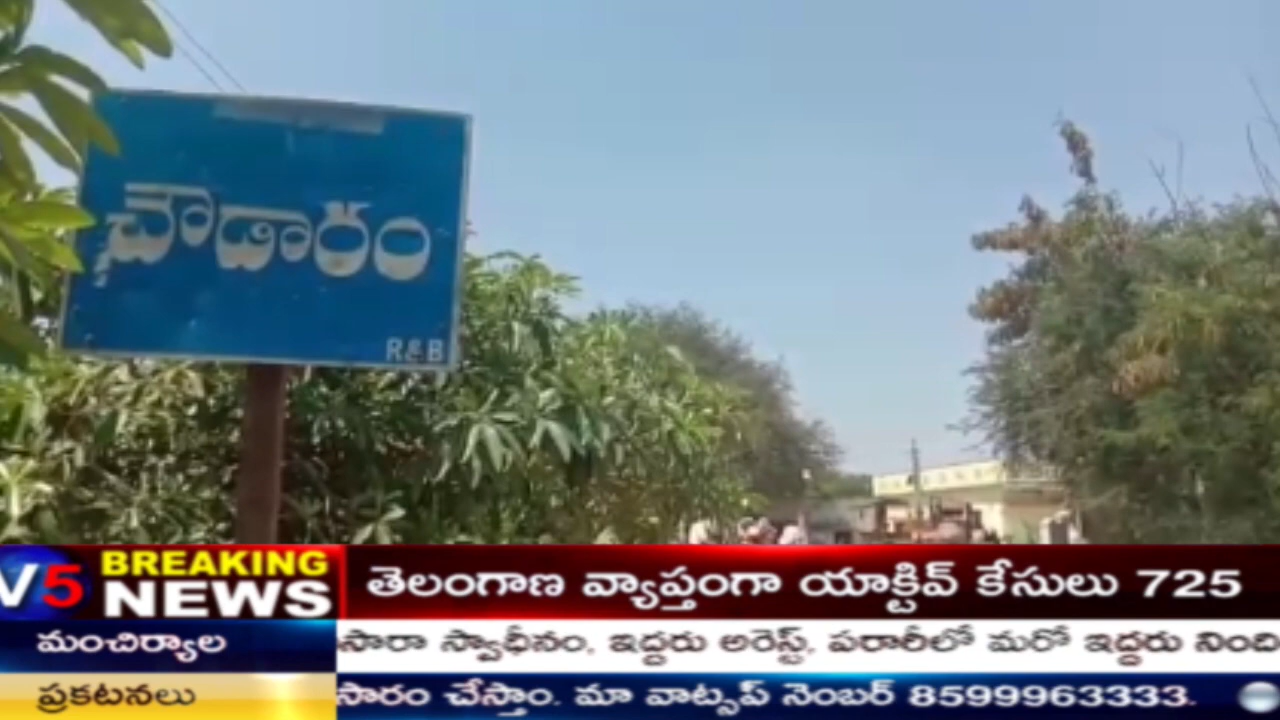 చౌడారం
R&B
V5 BREAKING NEWS
తెలంగాణ వ్యాప్తంగా యాక్టివ్ కేసులు 725
మంచిర్యాల
సారా స్వాధీనం, ఇద్దరు అరెస్ట్, పరారీలో మరో ఇద్దరు నింది
ప్రకటనలు
సారం చేస్తాం. మా వాట్సప్ నెంబర్ 8599963333.